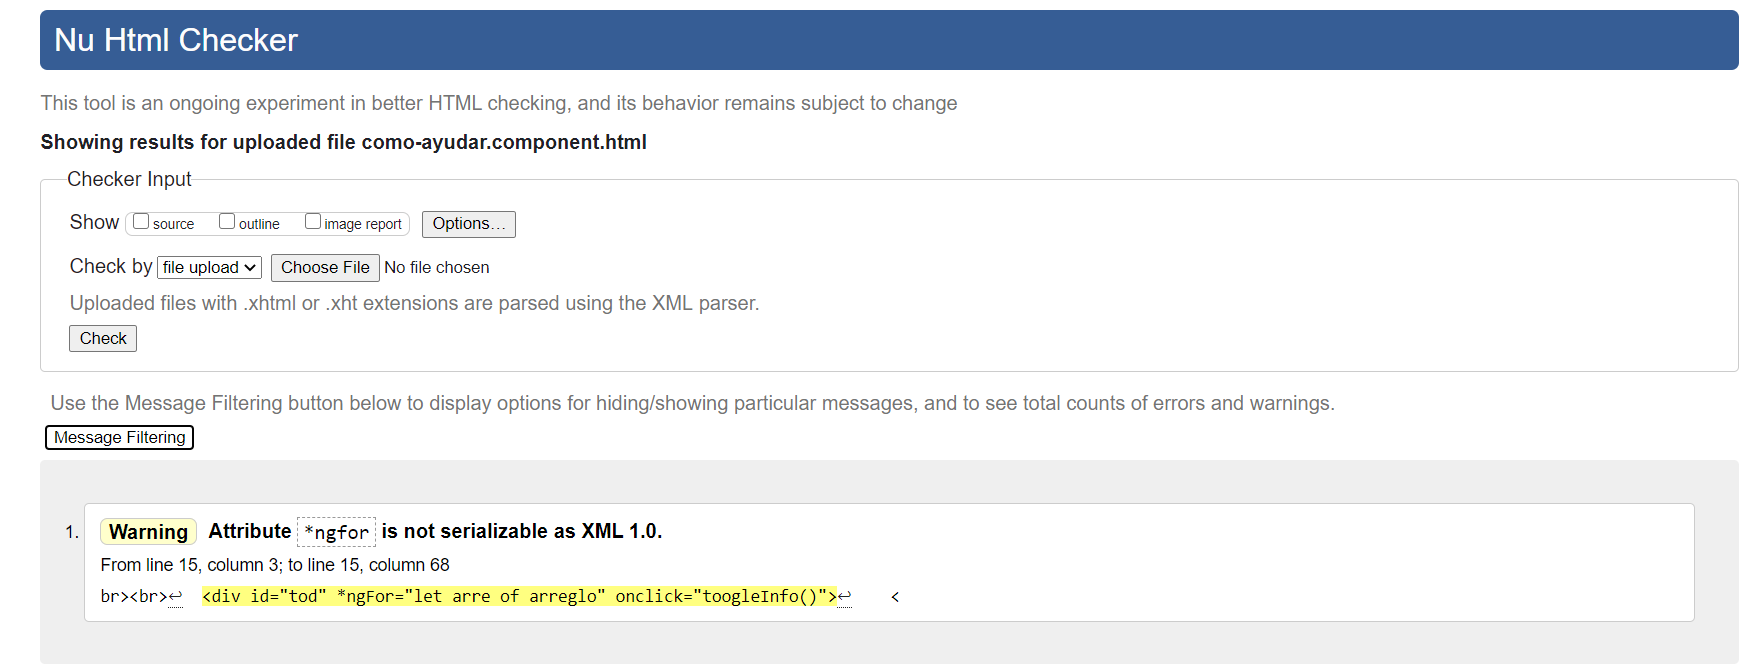 Nu Html Checker
This tool is an ongoing experiment in better HTML checking, and its behavior remains subject to change
Showing results for uploaded file como-ayudar.component.html
Checker Input
Show source outline image report Options...
Check by file upload Choose File No file chosen
Uploaded files with .xhtml or .xht extensions are parsed using the XML parser.
Check
Use the Message Filtering button below to display options for hiding/showing particular messages, and to see total counts of errors and warnings.
Message Filtering
1. Warning Attribute *ngfor is not serializable as XML 1.0.
From line 15, column 3; to line 15, column 68
br><br>↩ <div id="tod" *ngFor="let arre of arreglo" onclick="toogleInfo()">↩ <